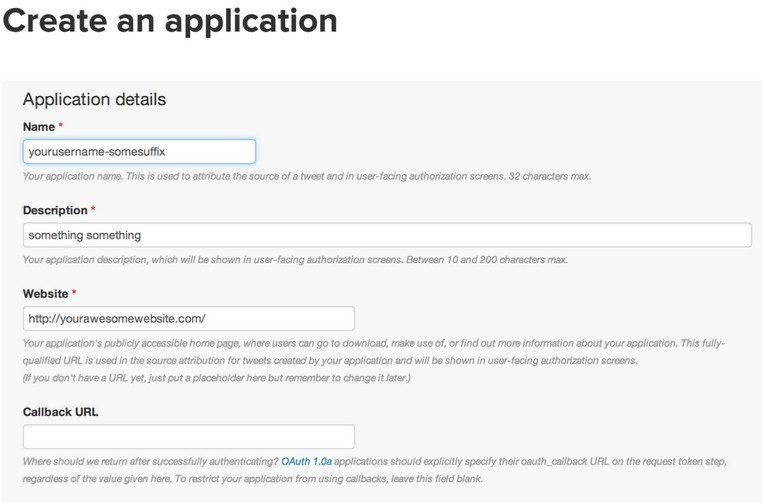 Create an application
Application details
Name *
yourusername-somesuffix
Your application name. This is used to attribute the source of a tweet and in user-facing authorization screens. 32 characters max.
Description *
something something
Your application description, which will be shown in user-facing authorization screens. Between 10 and 200 characters max.
Website *
http://yourawesomewebsite.com/
Your application's publicly accessible home page, where users can go to download, make use of, or find out more information about your application. This fully-
qualified URL is used in the source attribution for tweets created by your application and will be shown in user-facing authorization screens.
(If you don't have a URL yet, just put a placeholder here but remember to change it later.)
Callback URL
Where should we return after successfully authenticating? OAuth 1.0a applications should explicitly specify their oauth_callback URL on the request token step,
regardless of the value given here. To restrict your application from using callbacks, leave this field blank.